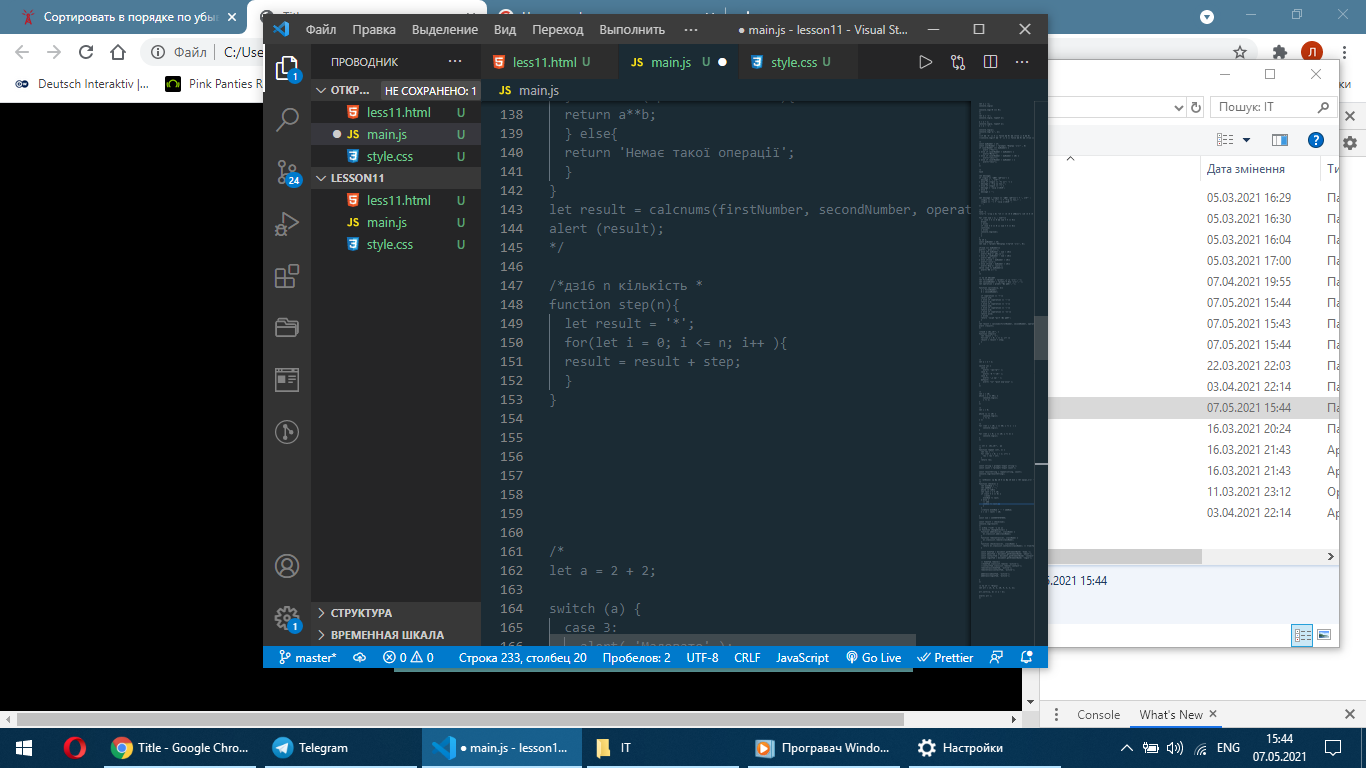 Сортировать в порядке по убы
Title
Файл
C:/Use
Deutsch Interaktiv |...
Pink Panties R
Л
Файл Правка Выделение Вид Переход Выполнить ···
● main.js - lesson11 - Visual St...
ПРОВОДНИК ···
less11.html U
main.js U ●
style.css U
ОТКР... НЕ СОХРАНЕНО: 1
less11.html U
● main.js U
style.css U
LESSON11
less11.html U
main.js U
style.css U
СТРУКТУРА
ВРЕМЕННАЯ ШКАЛА
1
24
1
main.js
138 return a**b;
139 } else{
140 return 'Немає такої операції';
141 }
142 }
143 let result = calcnums(firstNumber, secondNumber, operat
144 alert (result);
145 */
146
147 /*дз16 n кількість *
148 function step(n){
149 let result = '*';
150 for(let i = 0; i <= n; i++ ){
151 result = result + step;
152 }
153 }
154
155
156
157
158
159
160
161 /*
162 let a = 2 + 2;
163
164 switch (a) {
165 case 3:
master* 0 0 Строка 233, столбец 20 Пробелов: 2 UTF-8 CRLF JavaScript Go Live Prettier
Пошук: IT
Дата змінення Ти
05.03.2021 16:29 Па
05.03.2021 16:30 Па
05.03.2021 16:04 Па
05.03.2021 17:00 Па
07.04.2021 19:55 Па
07.05.2021 15:44 Па
07.05.2021 15:43 Па
07.05.2021 15:44 Па
22.03.2021 22:03 Па
03.04.2021 22:14 Па
07.05.2021 15:44 Па
16.03.2021 20:24 Па
16.03.2021 21:43 Ар
16.03.2021 21:43 Ар
11.03.2021 23:12 Ор
03.04.2021 22:14 Ар
5.2021 15:44
Console What's New
Title - Google Chro...
Telegram
● main.js - lesson1...
IT
Програвач Windo...
Настройки
ENG
15:44
07.05.2021